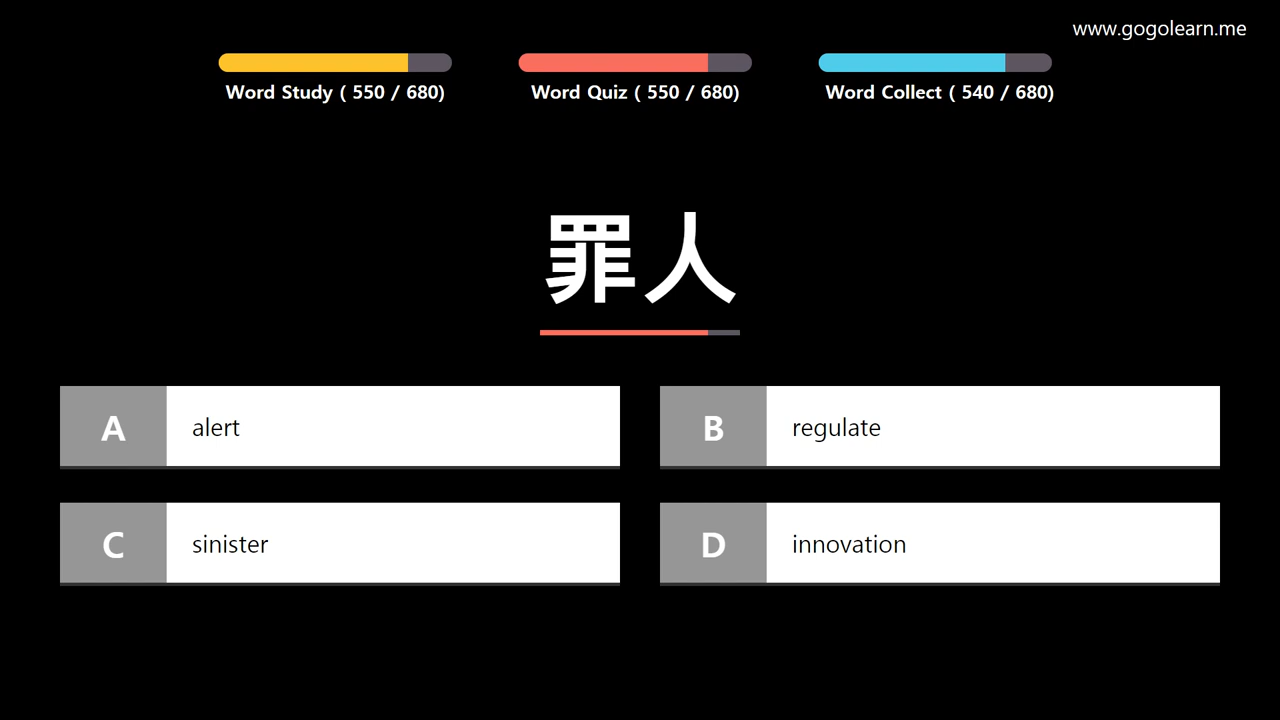 www.gogolearn.me
Word Study ( 550 / 680)
Word Quiz ( 550 / 680)
Word Collect ( 540 / 680)
罪人
A alert
B regulate
C sinister
D innovation